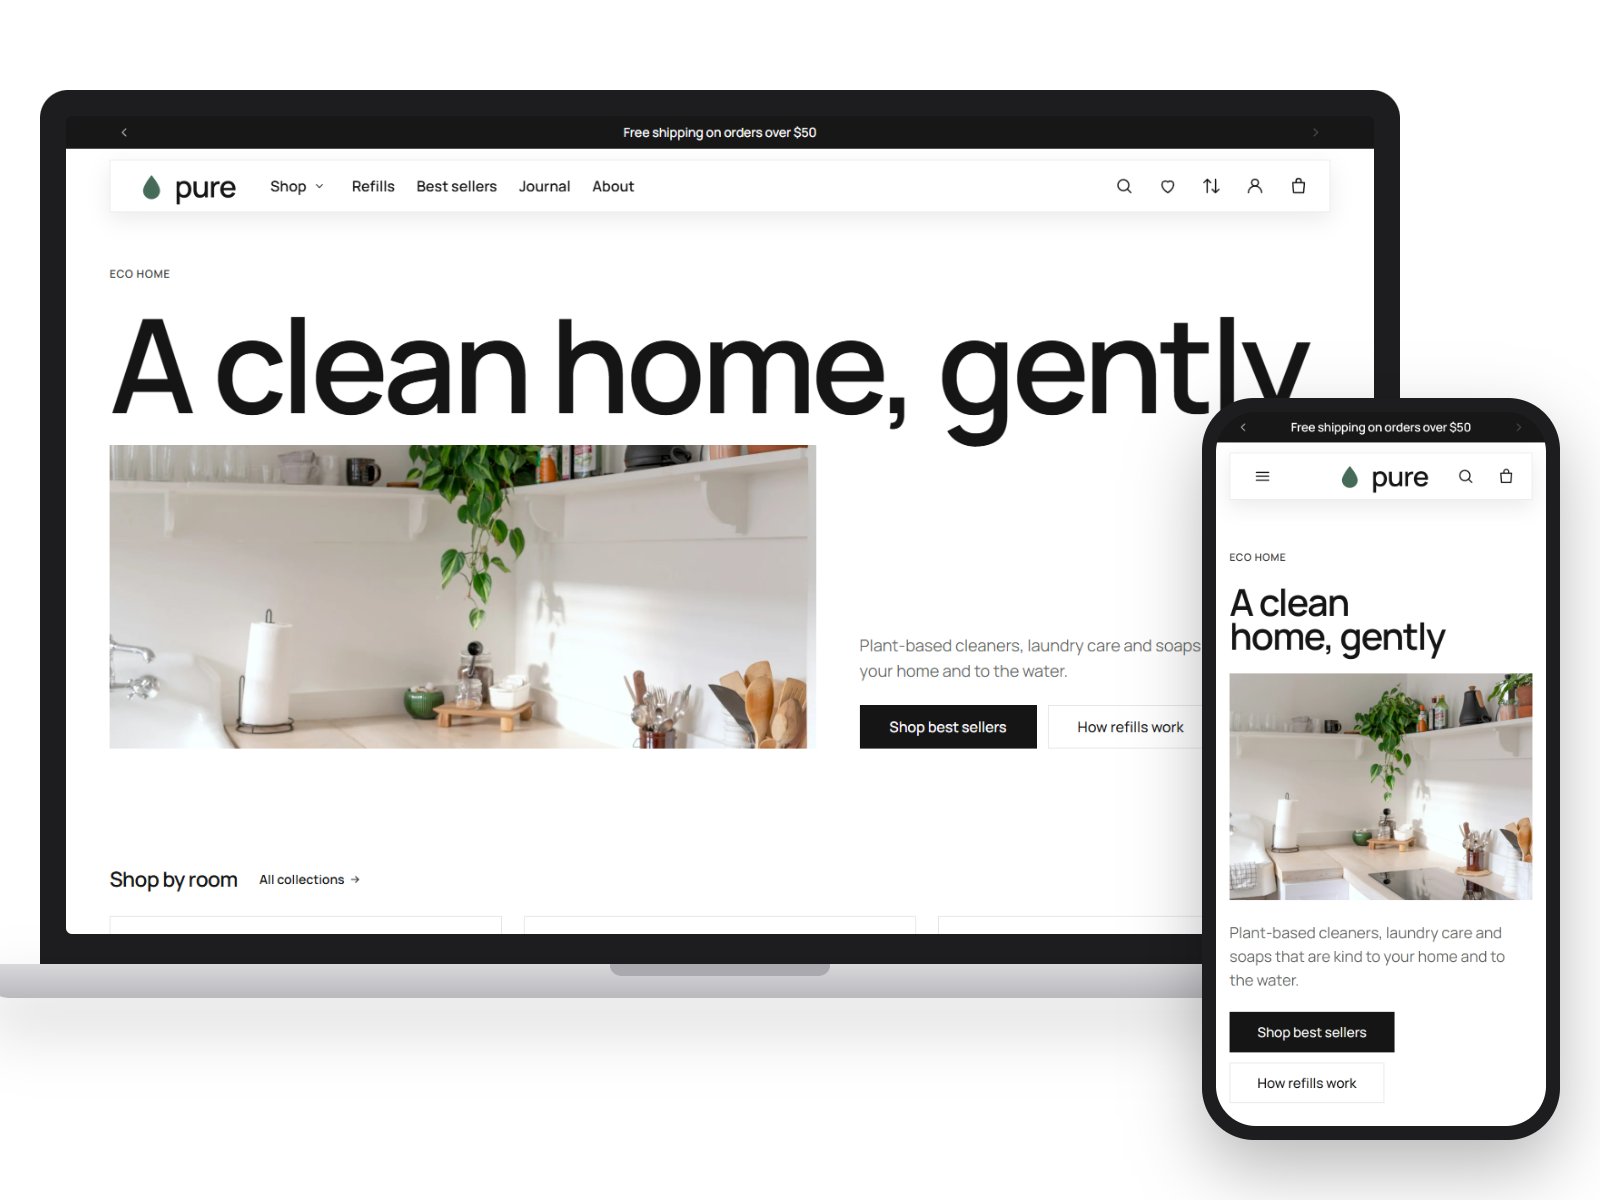 Free shipping on orders over $50
pure
Shop
Refills
Best sellers
Journal
About
ECO HOME
A clean home, gently
Plant-based cleaners, laundry care and soaps
your home and to the water.
Shop best sellers
How refills work
Shop by room
All collections →
Free shipping on orders over $50
pure
ECO HOME
A clean
home, gently
Plant-based cleaners, laundry care and
soaps that are kind to your home and to
the water.
Shop best sellers
How refills work